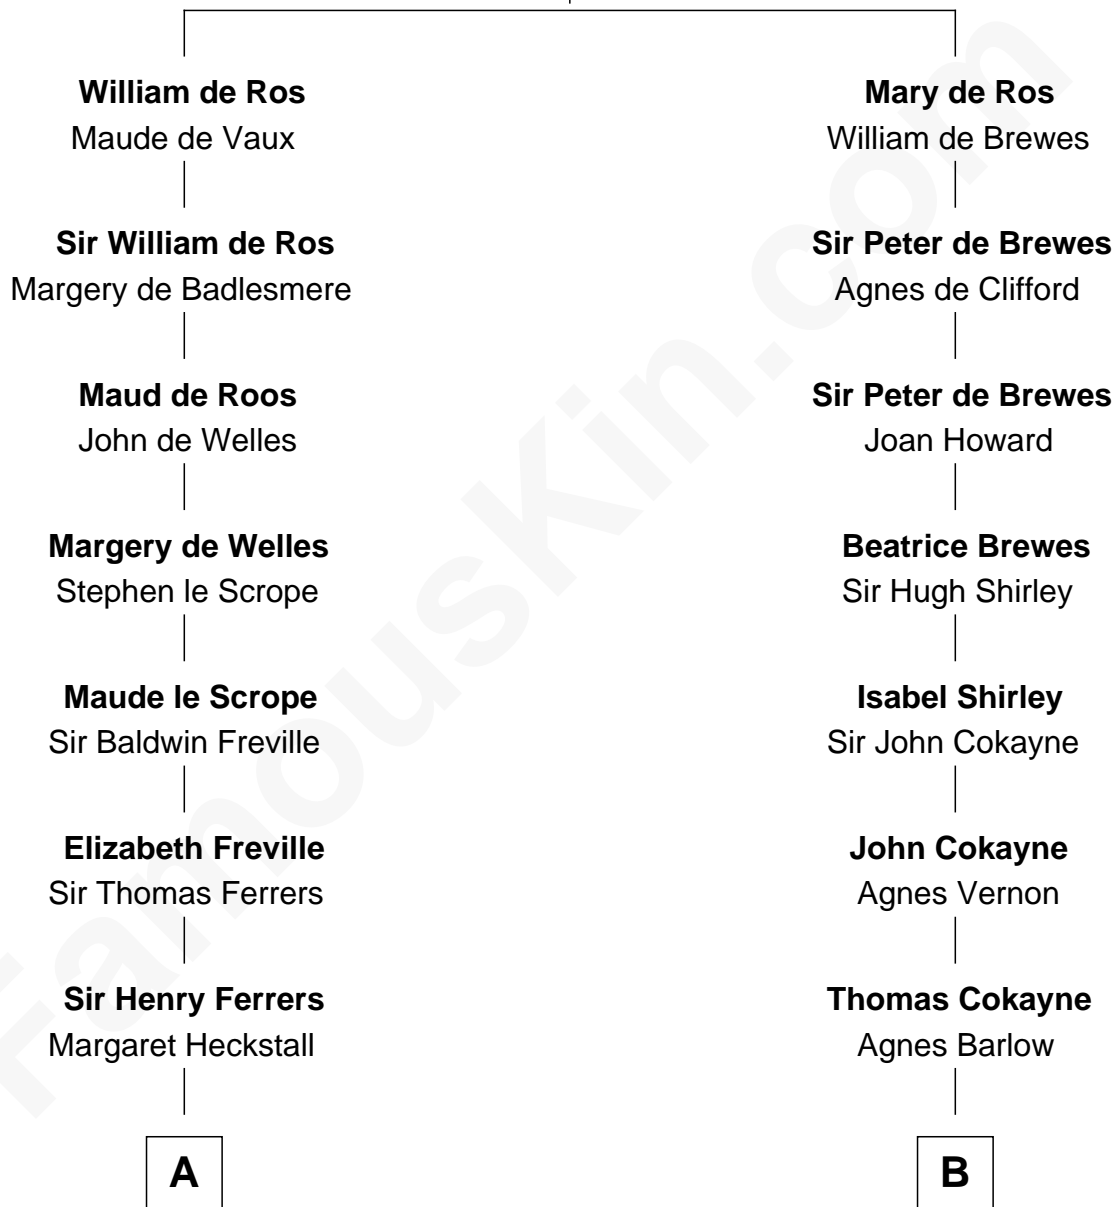 William de Ros
Maude de Vaux
Sir William de Ros
Margery de Badlesmere
Maud de Roos
John de Welles
Margery de Welles
Stephen le Scrope
Maude le Scrope
Sir Baldwin Freville
Elizabeth Freville
Sir Thomas Ferrers
Sir Henry Ferrers
Margaret Heckstall
A
Mary de Ros
William de Brewes
Sir Peter de Brewes
Agnes de Clifford
Sir Peter de Brewes
Joan Howard
Beatrice Brewes
Sir Hugh Shirley
Isabel Shirley
Sir John Cokayne
John Cokayne
Agnes Vernon
Thomas Cokayne
Agnes Barlow
B
FamousKin.com